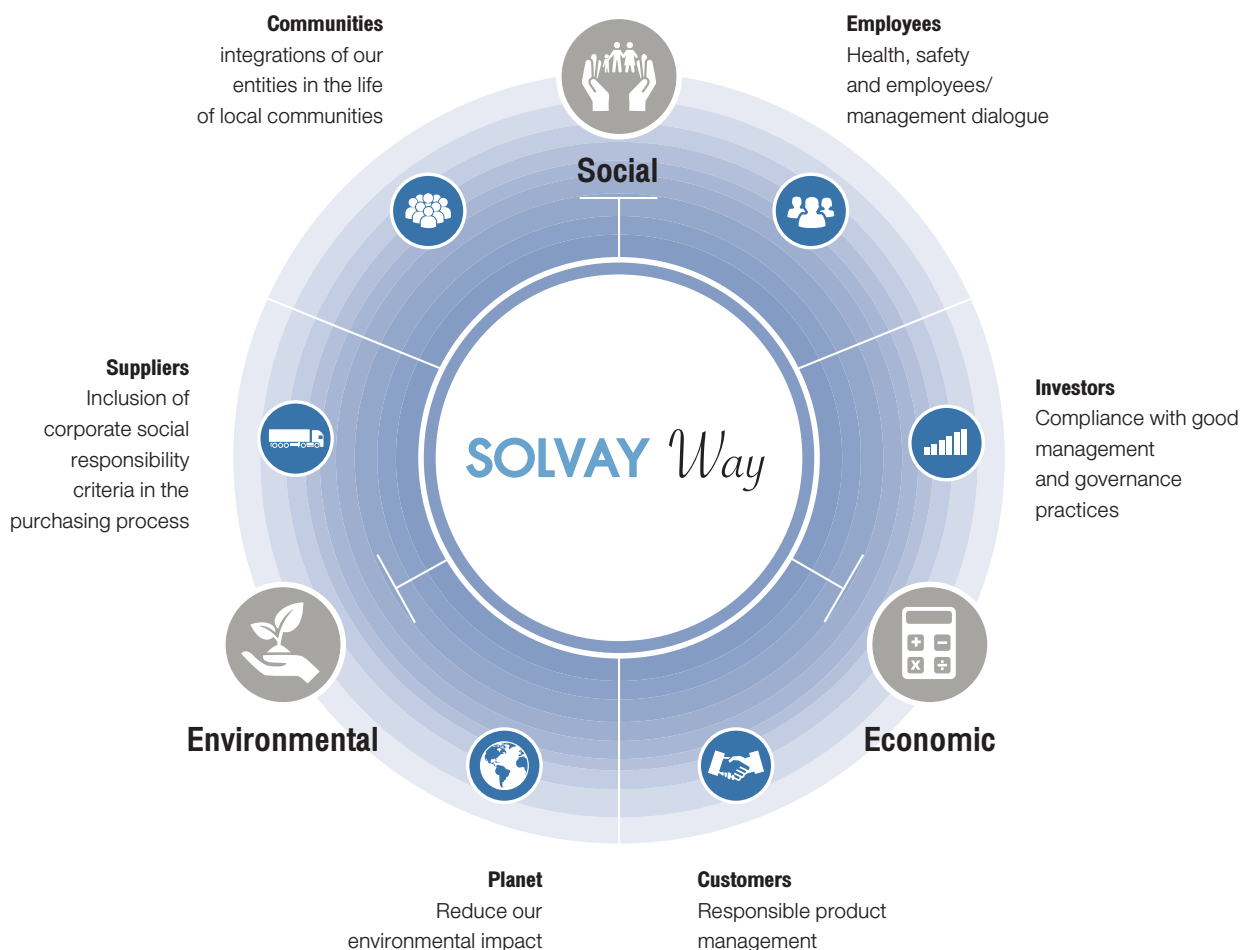 Communities
integrations of our
entities in the life
of local communities
Employees
Health, safety
and employees/
management dialogue
Social
Suppliers
Inclusion of
corporate social
responsibility
criteria in the
purchasing process
SOLVAY Way
Investors
Compliance with good
management
and governance
practices
Environmental
Economic
Planet
Reduce our
environmental impact
Customers
Responsible product
management